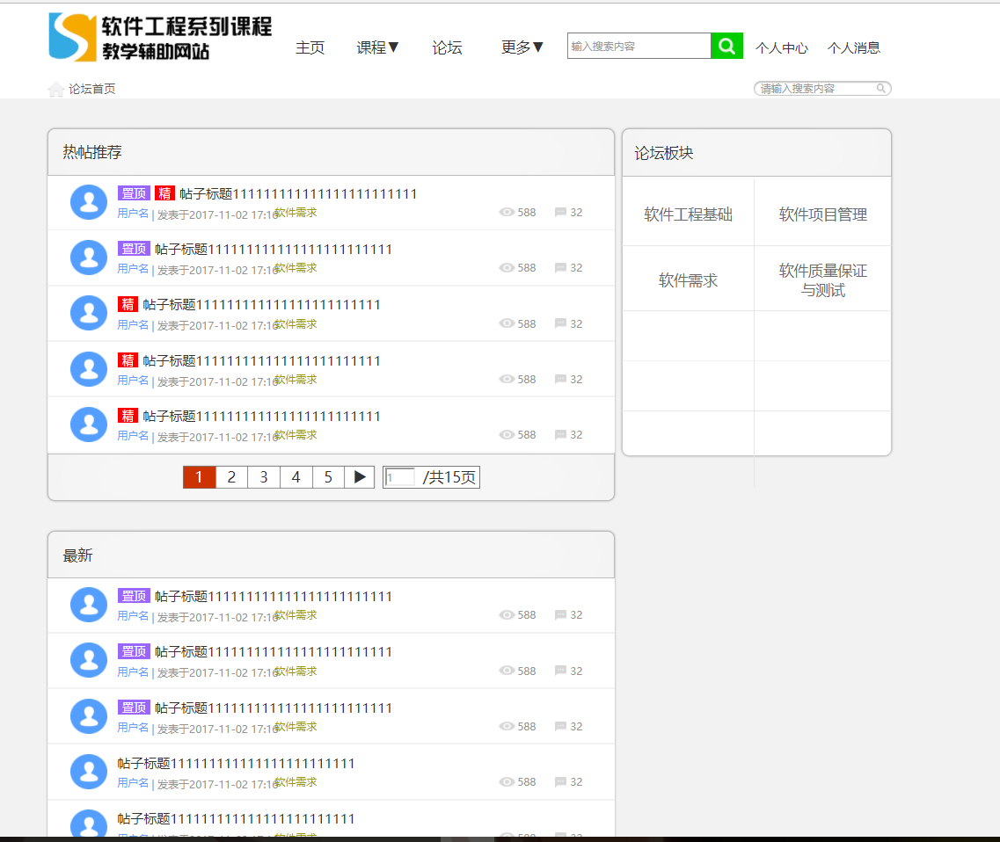 软件工程系列课程
教学辅助网站
主页 课程▼ 论坛 更多▼ 输入搜索内容 个人中心 个人消息
论坛首页 请输入搜索内容
热帖推荐
置顶 精 帖子标题111111111111111111111111
用户名 | 发表于2017-11-02 17:16 软件需求 588 32
置顶 帖子标题111111111111111111111111
用户名 | 发表于2017-11-02 17:16 软件需求 588 32
精 帖子标题111111111111111111111111
用户名 | 发表于2017-11-02 17:16 软件需求 588 32
精 帖子标题111111111111111111111111
用户名 | 发表于2017-11-02 17:16 软件需求 588 32
精 帖子标题111111111111111111111111
用户名 | 发表于2017-11-02 17:16 软件需求 588 32
1 2 3 4 5 ▶ 1 /共15页
论坛板块
软件工程基础 软件项目管理
软件需求 软件质量保证
与测试
最新
置顶 帖子标题111111111111111111111111
用户名 | 发表于2017-11-02 17:16 软件需求 588 32
置顶 帖子标题111111111111111111111111
用户名 | 发表于2017-11-02 17:16 软件需求 588 32
置顶 帖子标题111111111111111111111111
用户名 | 发表于2017-11-02 17:16 软件需求 588 32
帖子标题111111111111111111111111
用户名 | 发表于2017-11-02 17:16 软件需求 588 32
帖子标题111111111111111111111111